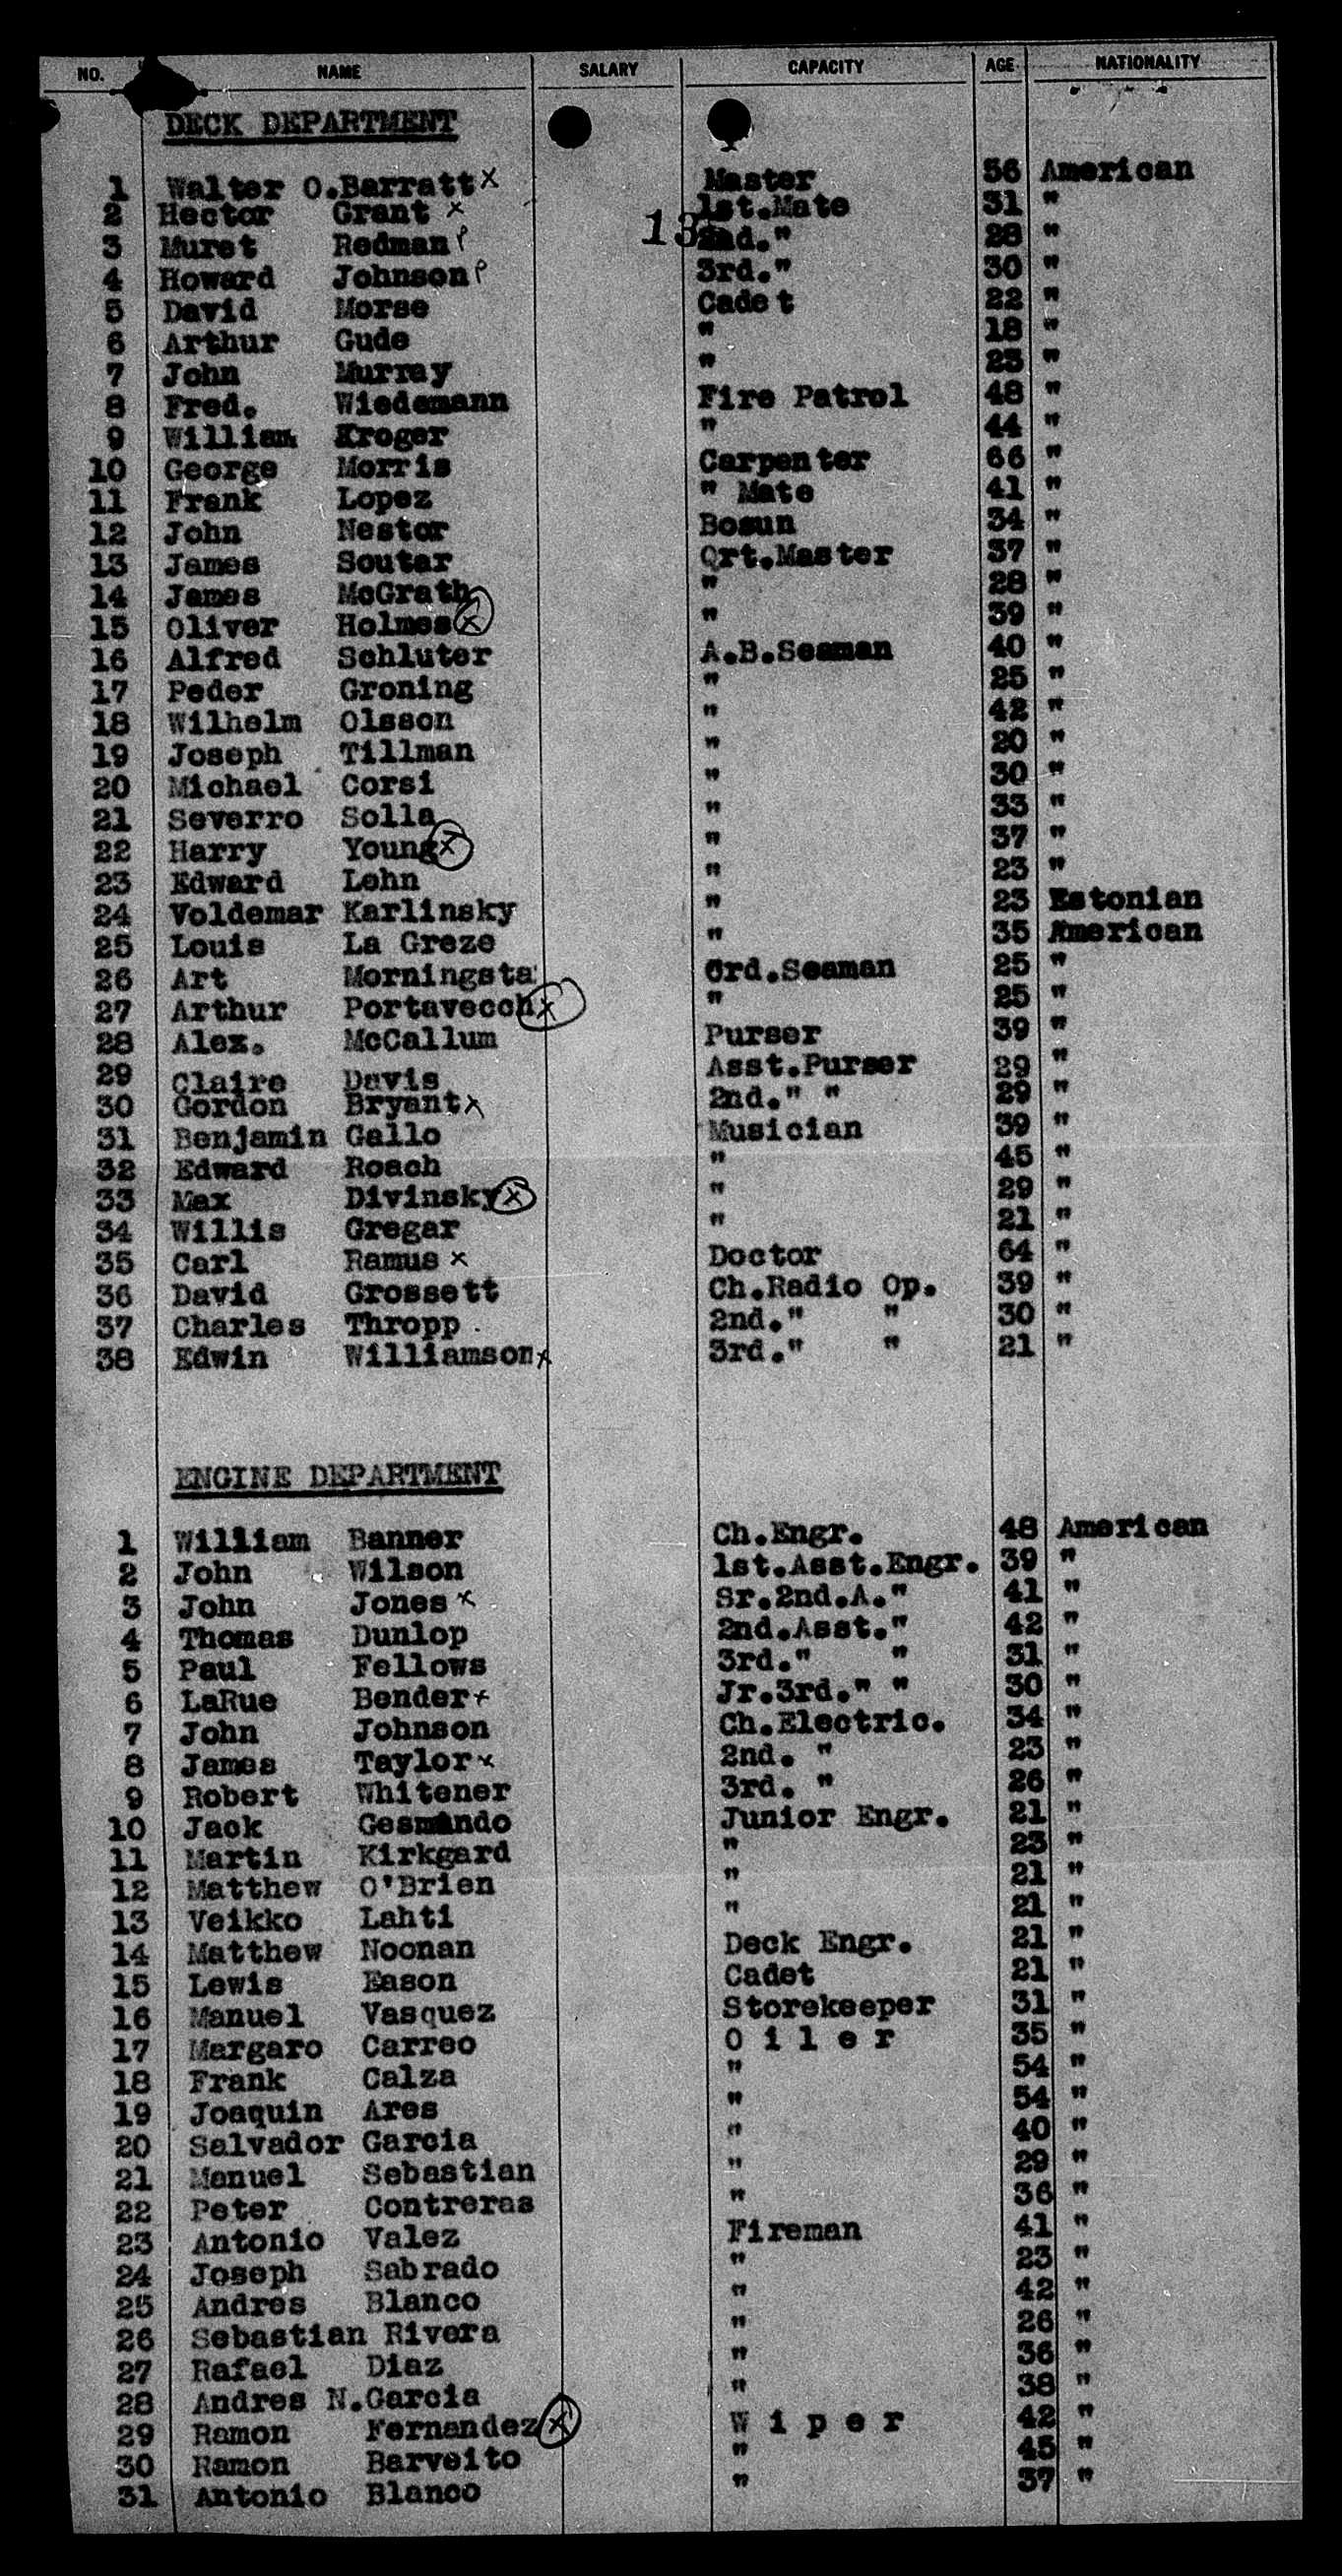 NO. NAME SALARY CAPACITY AGE NATIONALITY
DECK DEPARTMENT
1 Walter O.Barratt x Master 56 American
2 Hector Grant x 1st.Mate 31 "
13
3 Muret Redman 2nd." 28 "
4 Howard Johnson 3rd." 30 "
5 David Morse Cadet 22 "
6 Arthur Gude " 18 "
7 John Murray " 23 "
8 Fred. Wiedemann Fire Patrol 48 "
9 William Kroger " 44 "
10 George Morris Carpenter 66 "
11 Frank Lopez " Mate 41 "
12 John Nestor Bosun 34 "
13 James Soutar Qrt.Master 37 "
14 James McGrath " 28 "
15 Oliver Holmes x " 39 "
16 Alfred Schluter A.B.Seaman 40 "
17 Peder Groning " 25 "
18 Wilhelm Olsson " 42 "
19 Joseph Tillman " 20 "
20 Michael Corsi " 30 "
21 Severro Solla " 33 "
22 Harry Young x " 37 "
23 Edward Lehn " 23 "
24 Voldemar Karlinsky " 23 Estonian
25 Louis La Greze " 35 American
26 Art Morningsta Ord.Seaman 25 "
27 Arthur Portavecch x " 25 "
28 Alex. McCallum Purser 39 "
29 Claire Davis Asst.Purser 29 "
30 Gordon Bryant x 2nd." " 29 "
31 Benjamin Gallo Musician 39 "
32 Edward Roach " 45 "
33 Max Divinsky x " 29 "
34 Willis Gregar " 21 "
35 Carl Ramus x Doctor 64 "
36 David Grossett Ch.Radio Op. 39 "
37 Charles Thropp 2nd." " 30 "
38 Edwin Williamson x 3rd." " 21 "
ENGINE DEPARTMENT
1 William Banner Ch.Engr. 48 American
2 John Wilson 1st.Asst.Engr. 39 "
3 John Jones x Sr.2nd.A." 41 "
4 Thomas Dunlop 2nd.Asst." 42 "
5 Paul Fellows 3rd." " 31 "
6 LaRue Bender x Jr.3rd." " 30 "
7 John Johnson Ch.Electric. 34 "
8 James Taylor x 2nd. " 23 "
9 Robert Whitener 3rd. " 26 "
10 Jack Gesmundo Junior Engr. 21 "
11 Martin Kirkgard " 23 "
12 Matthew O'Brien " 21 "
13 Veikko Lahti " 21 "
14 Matthew Noonan Deck Engr. 21 "
15 Lewis Eason Cadet 21 "
16 Manuel Vasquez Storekeeper 31 "
17 Margaro Carreo O i l e r 35 "
18 Frank Calza " 54 "
19 Joaquin Ares " 54 "
20 Salvador Garcia " 40 "
21 Manuel Sebastian " 29 "
22 Peter Contreras " 36 "
23 Antonio Valez Fireman 41 "
24 Joseph Sabrado " 23 "
25 Andres Blanco " 42 "
26 Sebastian Rivera " 26 "
27 Rafael Diaz " 36 "
28 Andres N.Garcia " 38 "
29 Ramon Fernandez x W i p e r 42 "
30 Ramon Barveito " 45 "
31 Antonio Blanco " 37 "